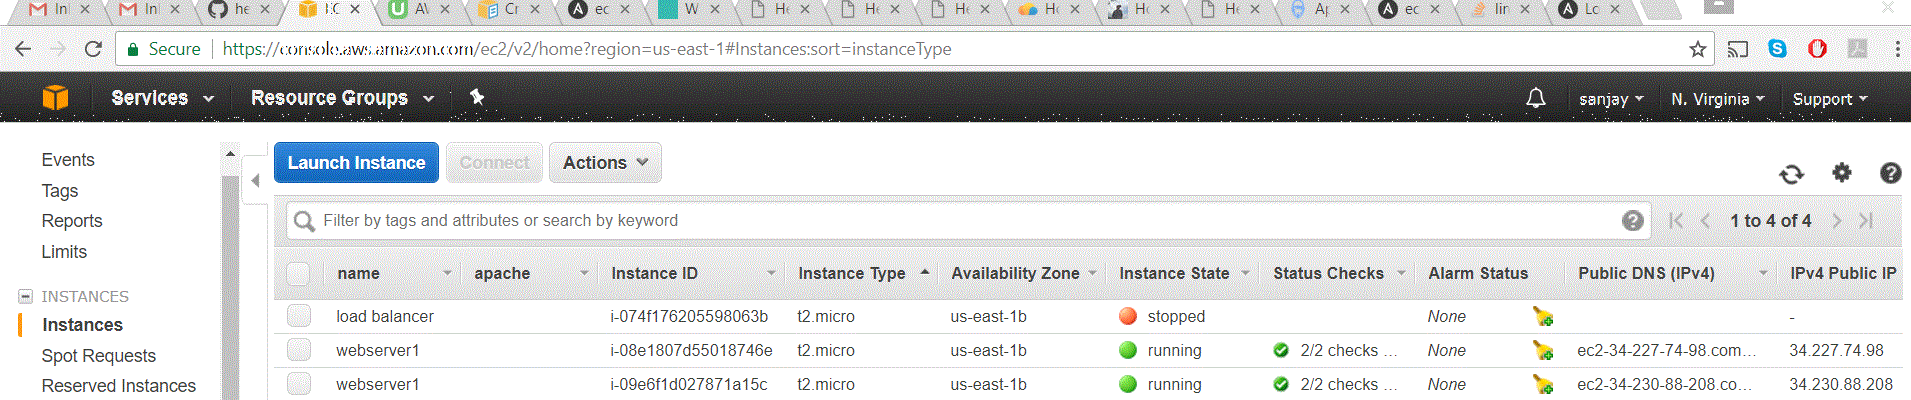 InI
InI
he
EC
AV
Cr
ec
W
He
He
He
Ho
Ho
He
Ap
ec
lin
Lo
Secure https://console.aws.amazon.com/ec2/v2/home?region=us-east-1#Instances:sort=instanceType
Services Resource Groups sanjay N. Virginia Support
Events
Tags
Reports
Limits
INSTANCES
Instances
Spot Requests
Reserved Instances
Launch Instance Connect Actions
Filter by tags and attributes or search by keyword 1 to 4 of 4
name apache Instance ID Instance Type Availability Zone Instance State Status Checks Alarm Status Public DNS (IPv4) IPv4 Public IP
load balancer i-074f176205598063b t2.micro us-east-1b stopped None -
webserver1 i-08e1807d55018746e t2.micro us-east-1b running 2/2 checks ... None ec2-34-227-74-98.com... 34.227.74.98
webserver1 i-09e6f1d027871a15c t2.micro us-east-1b running 2/2 checks ... None ec2-34-230-88-208.co... 34.230.88.208